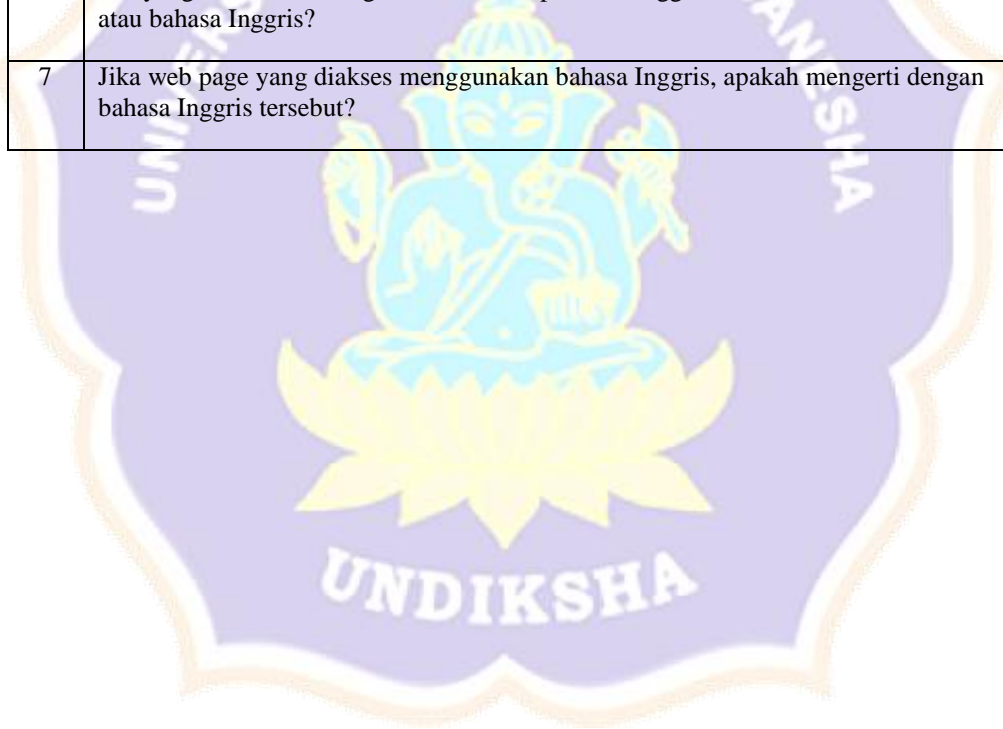 atau bahasa Inggris?
7 Jika web page yang diakses menggunakan bahasa Inggris, apakah mengerti dengan
bahasa Inggris tersebut?
UNDIKSHA